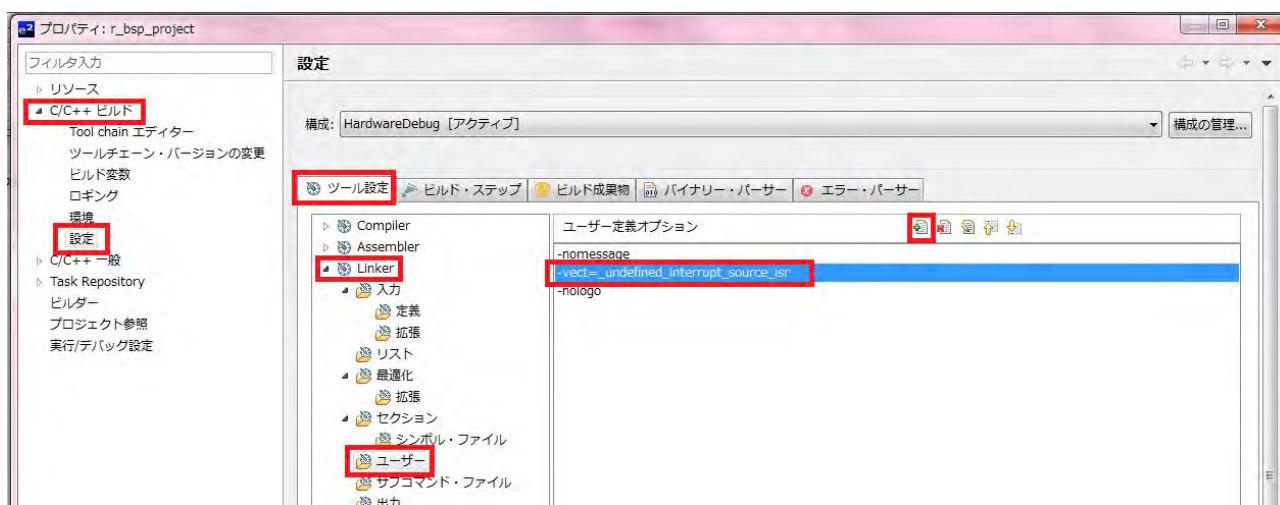 e² プロパティ: r_bsp_project
フィルタ入力
リソース
C/C++ ビルド
Tool chain エディター
ツールチェーン・バージョンの変更
ビルド変数
ロギング
環境
設定
C/C++ 一般
Task Repository
ビルダー
プロジェクト参照
実行/デバッグ設定
設定
構成: HardwareDebug [アクティブ]
構成の管理...
ツール設定 ビルド・ステップ ビルド成果物 バイナリー・パーサー エラー・パーサー
Compiler
Assembler
Linker
入力
定義
拡張
リスト
最適化
拡張
セクション
シンボル・ファイル
ユーザー
サブコマンド・ファイル
出力
ユーザー定義オプション
-nomessage
-vect=_undefined_interrupt_source_isr
-nologo